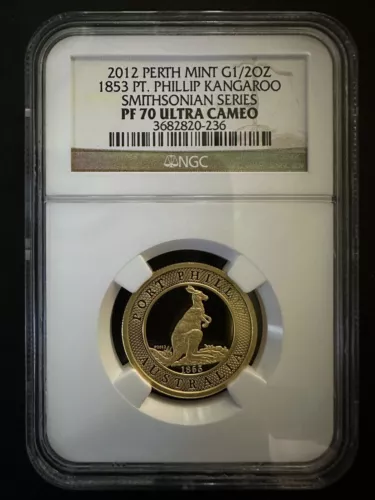 2012 PERTH MINT G1/2OZ
1853 PT. PHILLIP KANGAROO
SMITHSONIAN SERIES
PF 70 ULTRA CAMEO
3682820-236
NGC
PORT PHILLIP
AUSTRALIA
1853